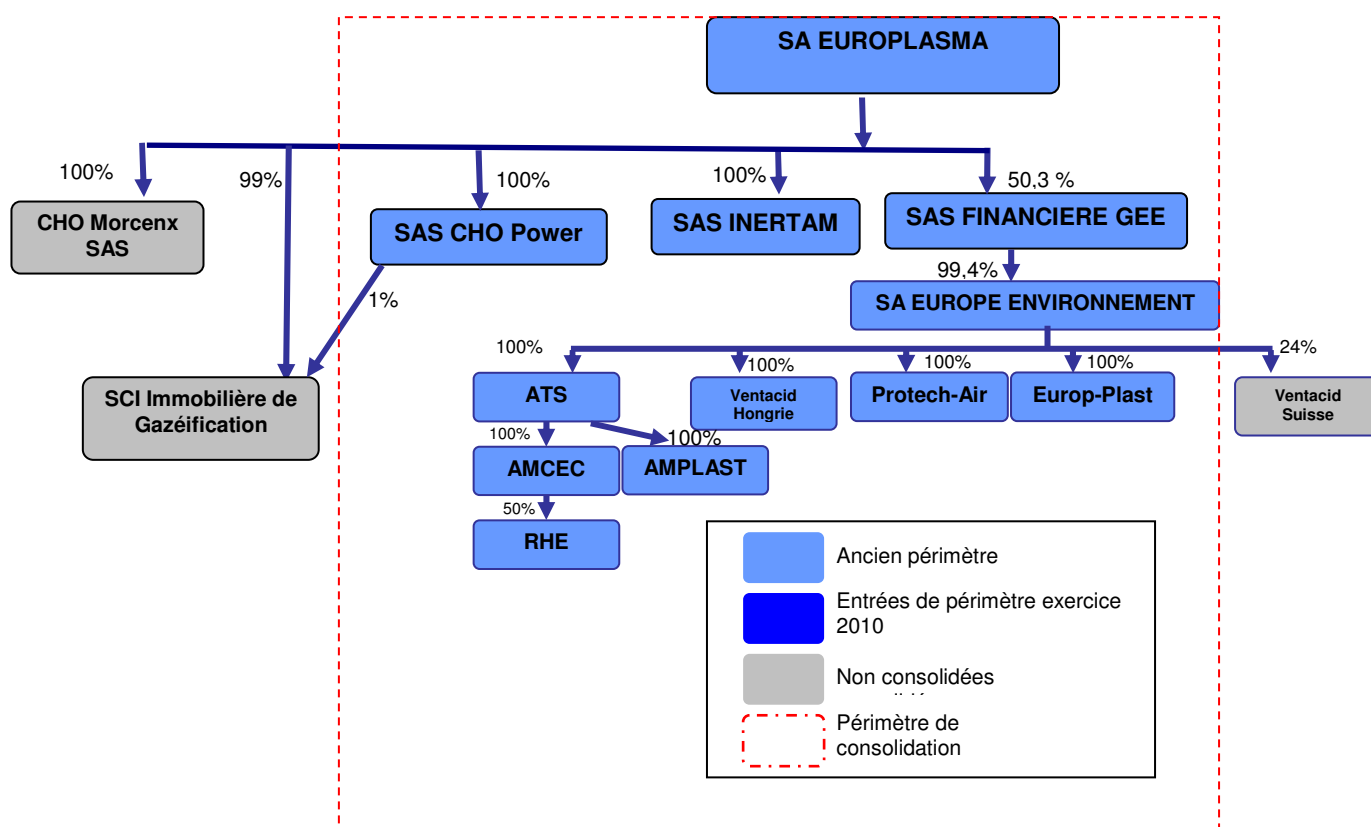 SA EUROPLASMA
100%
99%
100%
100%
50,3 %
CHO Morcenx
SAS
SAS CHO Power
SAS INERTAM
SAS FINANCIERE GEE
99,4%
1%
SA EUROPE ENVIRONNEMENT
100%
100%
100%
100%
24%
SCI Immobilière de
Gazéification
ATS
Ventacid
Hongrie
Protech-Air
Europ-Plast
Ventacid
Suisse
100%
100%
AMCEC
AMPLAST
50%
RHE
Ancien périmètre
Entrées de périmètre exercice
2010
Non consolidées
Périmètre de
consolidation